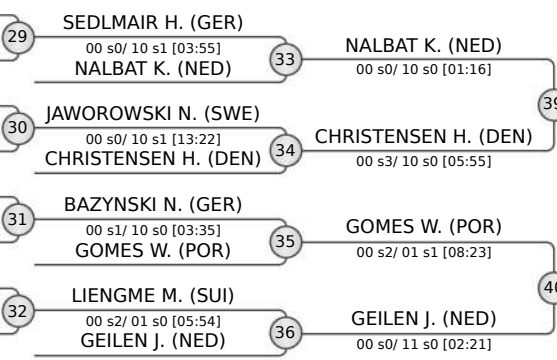 SEDLMAIR H. (GER)
29
00 s0/ 10 s1 [03:55]
NALBAT K. (NED)
33
NALBAT K. (NED)
00 s0/ 10 s0 [01:16]
39
JAWOROWSKI N. (SWE)
30
00 s0/ 10 s1 [13:22]
CHRISTENSEN H. (DEN)
34
CHRISTENSEN H. (DEN)
00 s3/ 10 s0 [05:55]
BAZYNSKI N. (GER)
31
00 s1/ 10 s0 [03:35]
GOMES W. (POR)
35
GOMES W. (POR)
00 s2/ 01 s1 [08:23]
40
LIENGME M. (SUI)
32
00 s2/ 01 s0 [05:54]
GEILEN J. (NED)
36
GEILEN J. (NED)
00 s0/ 11 s0 [02:21]